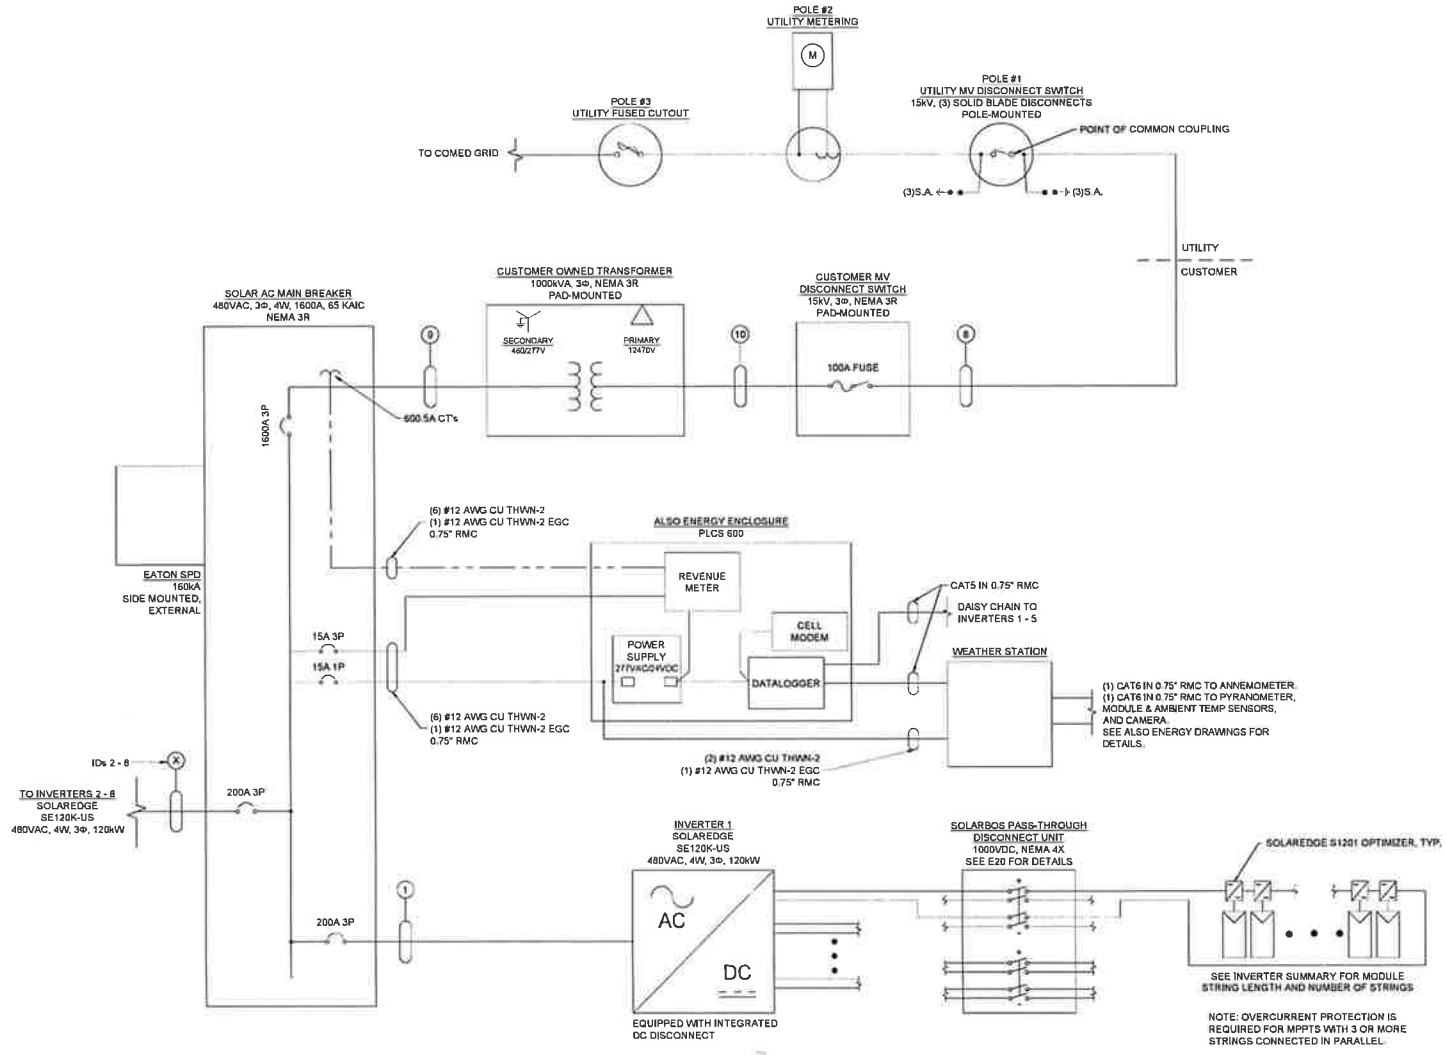 POLE #2
UTILITY METERING
M
POLE #1
UTILITY MV DISCONNECT SWITCH
15kV, (3) SOLID BLADE DISCONNECTS
POLE-MOUNTED
POLE #3
UTILITY FUSED CUTOUT
POINT OF COMMON COUPLING
TO COMED GRID
(3)S.A.
(3)S.A.
UTILITY
CUSTOMER
CUSTOMER OWNED TRANSFORMER
1000kVA, 3Φ, NEMA 3R
PAD-MOUNTED
CUSTOMER MV
DISCONNECT SWITCH
15kV, 3Φ, NEMA 3R
PAD-MOUNTED
SOLAR AC MAIN BREAKER
480VAC, 3Φ, 4W, 1600A, 65 KAIC
NEMA 3R
9
SECONDARY
480/277V
PRIMARY
12470V
10
8
100A FUSE
600:5A CT's
1600A 3P
(6) #12 AWG CU THWN-2
(1) #12 AWG CU THWN-2 EGC
0.75" RMC
ALSO ENERGY ENCLOSURE
PLCS 600
REVENUE
METER
EATON SPD
160kA
SIDE MOUNTED,
EXTERNAL
CAT5 IN 0.75" RMC
DAISY CHAIN TO
INVERTERS 1 - 5
CELL
MODEM
15A 3P
15A 1P
POWER
SUPPLY
277VAC/24VDC
DATALOGGER
WEATHER STATION
(1) CAT6 IN 0.75" RMC TO ANNEMOMETER.
(1) CAT6 IN 0.75" RMC TO PYRANOMETER,
MODULE & AMBIENT TEMP SENSORS,
AND CAMERA.
SEE ALSO ENERGY DRAWINGS FOR
DETAILS.
(6) #12 AWG CU THWN-2
(1) #12 AWG CU THWN-2 EGC
0.75" RMC
(2) #12 AWG CU THWN-2
(1) #12 AWG CU THWN-2 EGC
0.75" RMC
IDs 2 - 8
X
TO INVERTERS 2 - 8
SOLAREDGE
SE120K-US
480VAC, 4W, 3Φ, 120kW
200A 3P
INVERTER 1
SOLAREDGE
SE120K-US
480VAC, 4W, 3Φ, 120kW
SOLARBOS PASS-THROUGH
DISCONNECT UNIT
1000VDC, NEMA 4X
SEE E20 FOR DETAILS
SOLAREDGE S1201 OPTIMIZER, TYP.
1
200A 3P
AC
DC
EQUIPPED WITH INTEGRATED
DC DISCONNECT
SEE INVERTER SUMMARY FOR MODULE
STRING LENGTH AND NUMBER OF STRINGS
NOTE: OVERCURRENT PROTECTION IS
REQUIRED FOR MPPTS WITH 3 OR MORE
STRINGS CONNECTED IN PARALLEL.